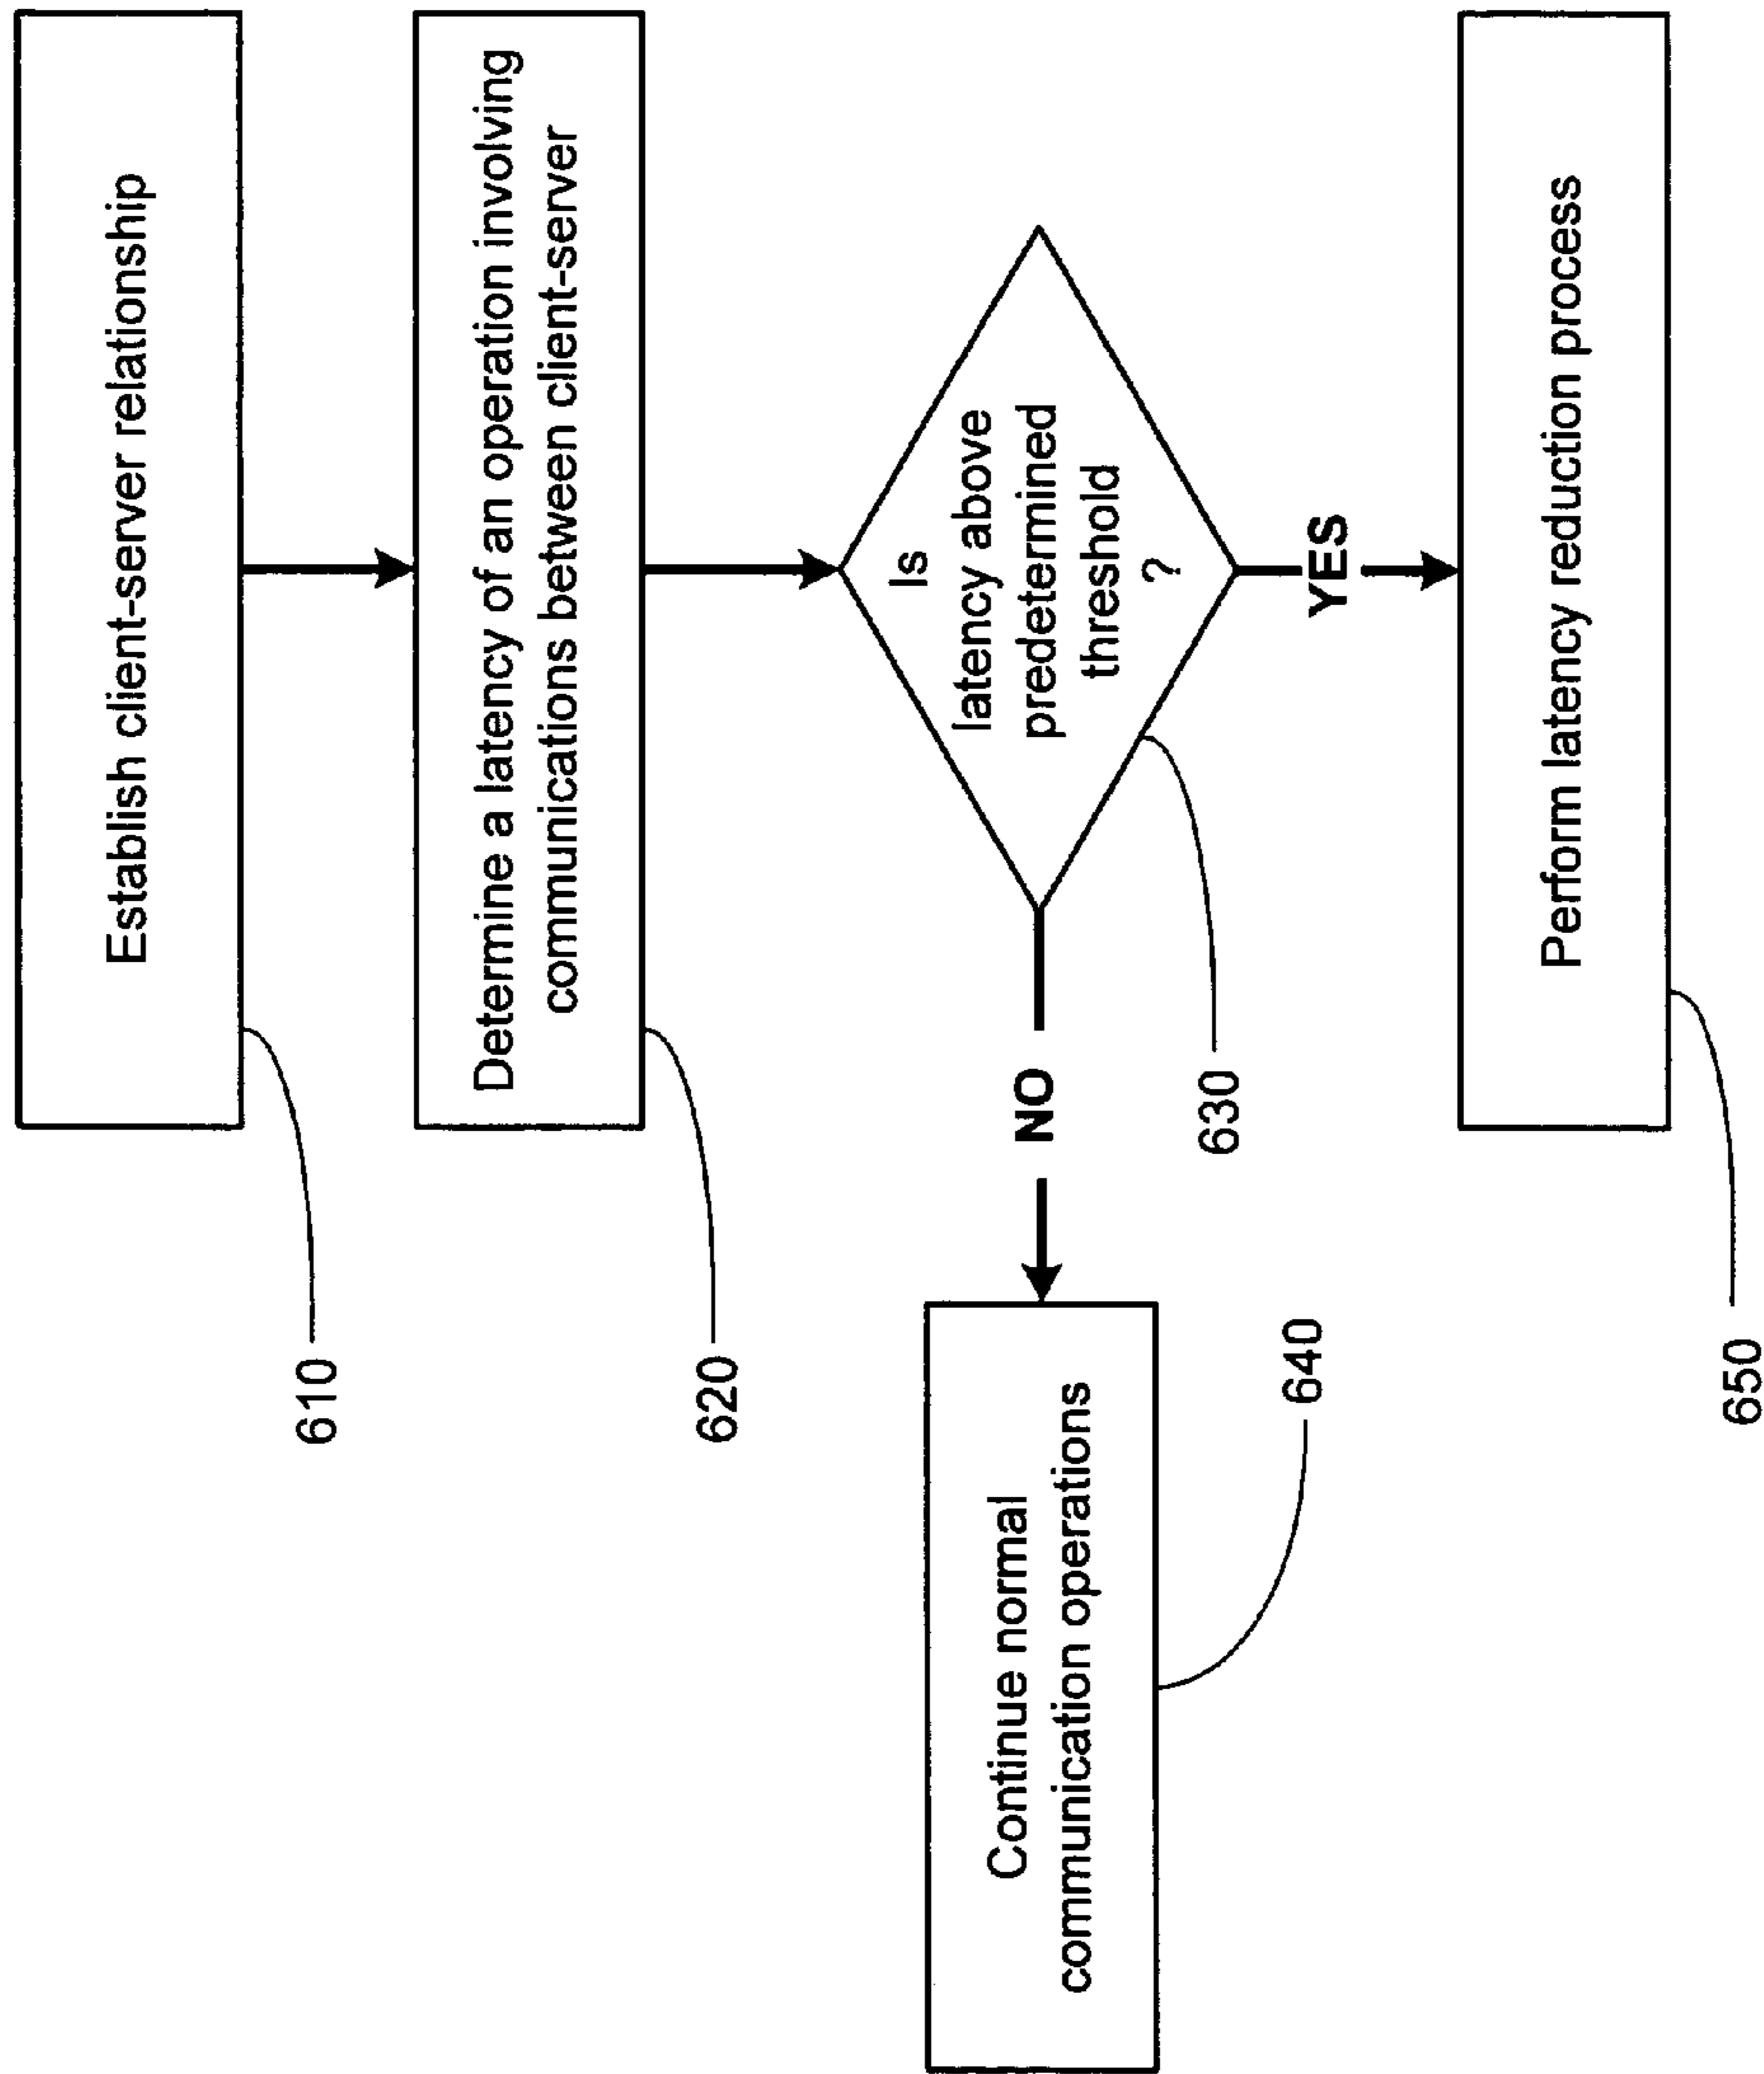 Establish client-server relationship
610
Determine a latency of an operation involving
communications between client-server
620
Is
latency above
predetermined
threshold
?
630
NO
Continue normal
communication operations
640
YES
Perform latency reduction process
650